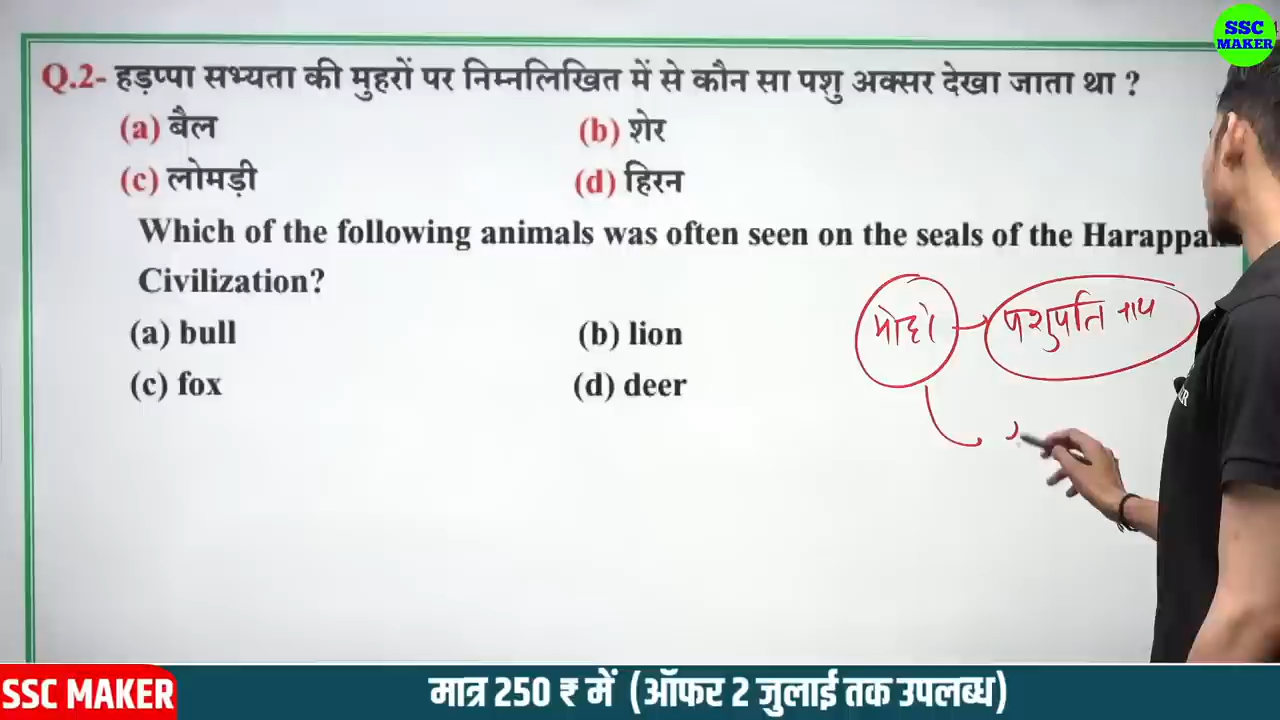 SSC
MAKER
Q.2- हड़प्पा सभ्यता की मुहरों पर निम्नलिखित में से कौन सा पशु अक्सर देखा जाता था ?
(a) बैल (b) शेर
(c) लोमड़ी (d) हिरन
Which of the following animals was often seen on the seals of the Harappan
Civilization?
मोहो पशुपति नाथ
(a) bull (b) lion
(c) fox (d) deer
SSC MAKER मात्र 250 ₹ में (ऑफर 2 जुलाई तक उपलब्ध)